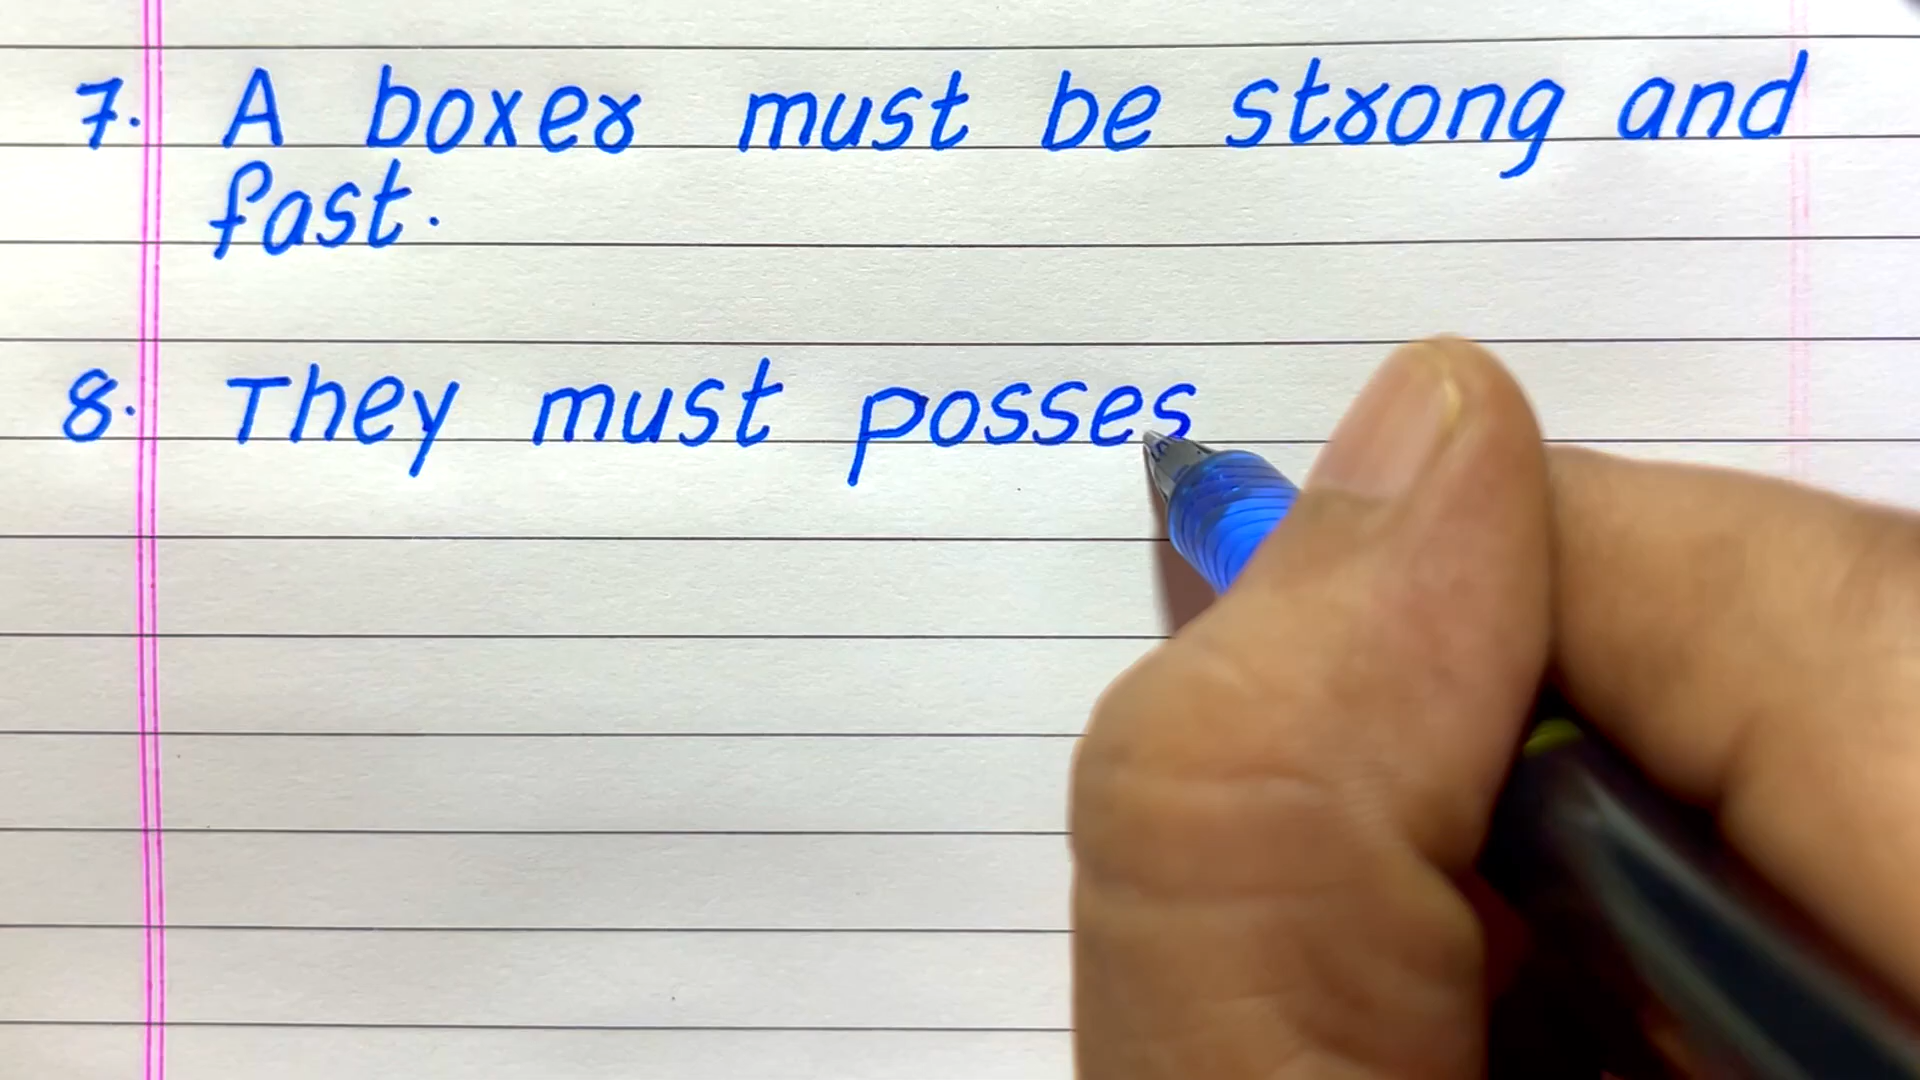 7. A boxer must be strong and
fast.
8. They must posses